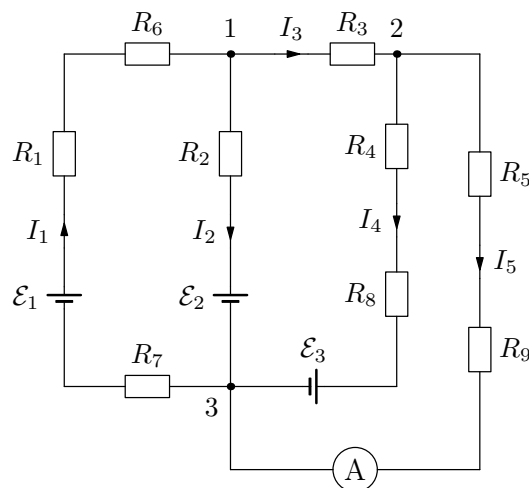 R₆ 1 I₃ R₃ 2
R₁ R₂ R₄ R₅
I₁ I₂ I₄ I₅
ℰ₁ ℰ₂ R₈ R₉
R₇ 3 ℰ₃
A